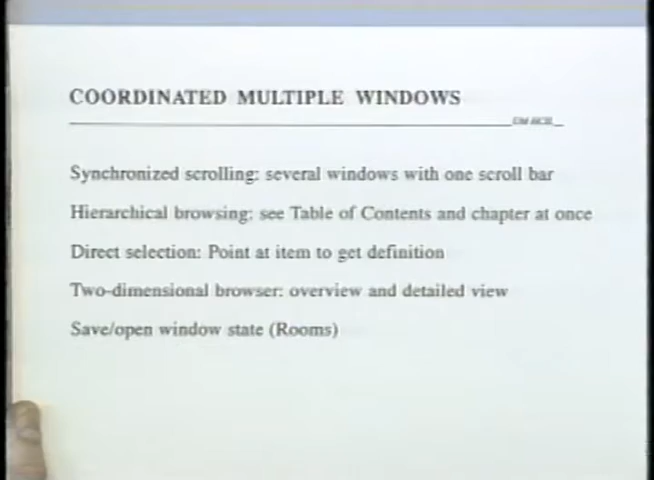 COORDINATED MULTIPLE WINDOWS
Synchronized scrolling: several windows with one scroll bar
Hierarchical browsing: see Table of Contents and chapter at once
Direct selection: Point at item to get definition
Two-dimensional browser: overview and detailed view
Save/open window state (Rooms)